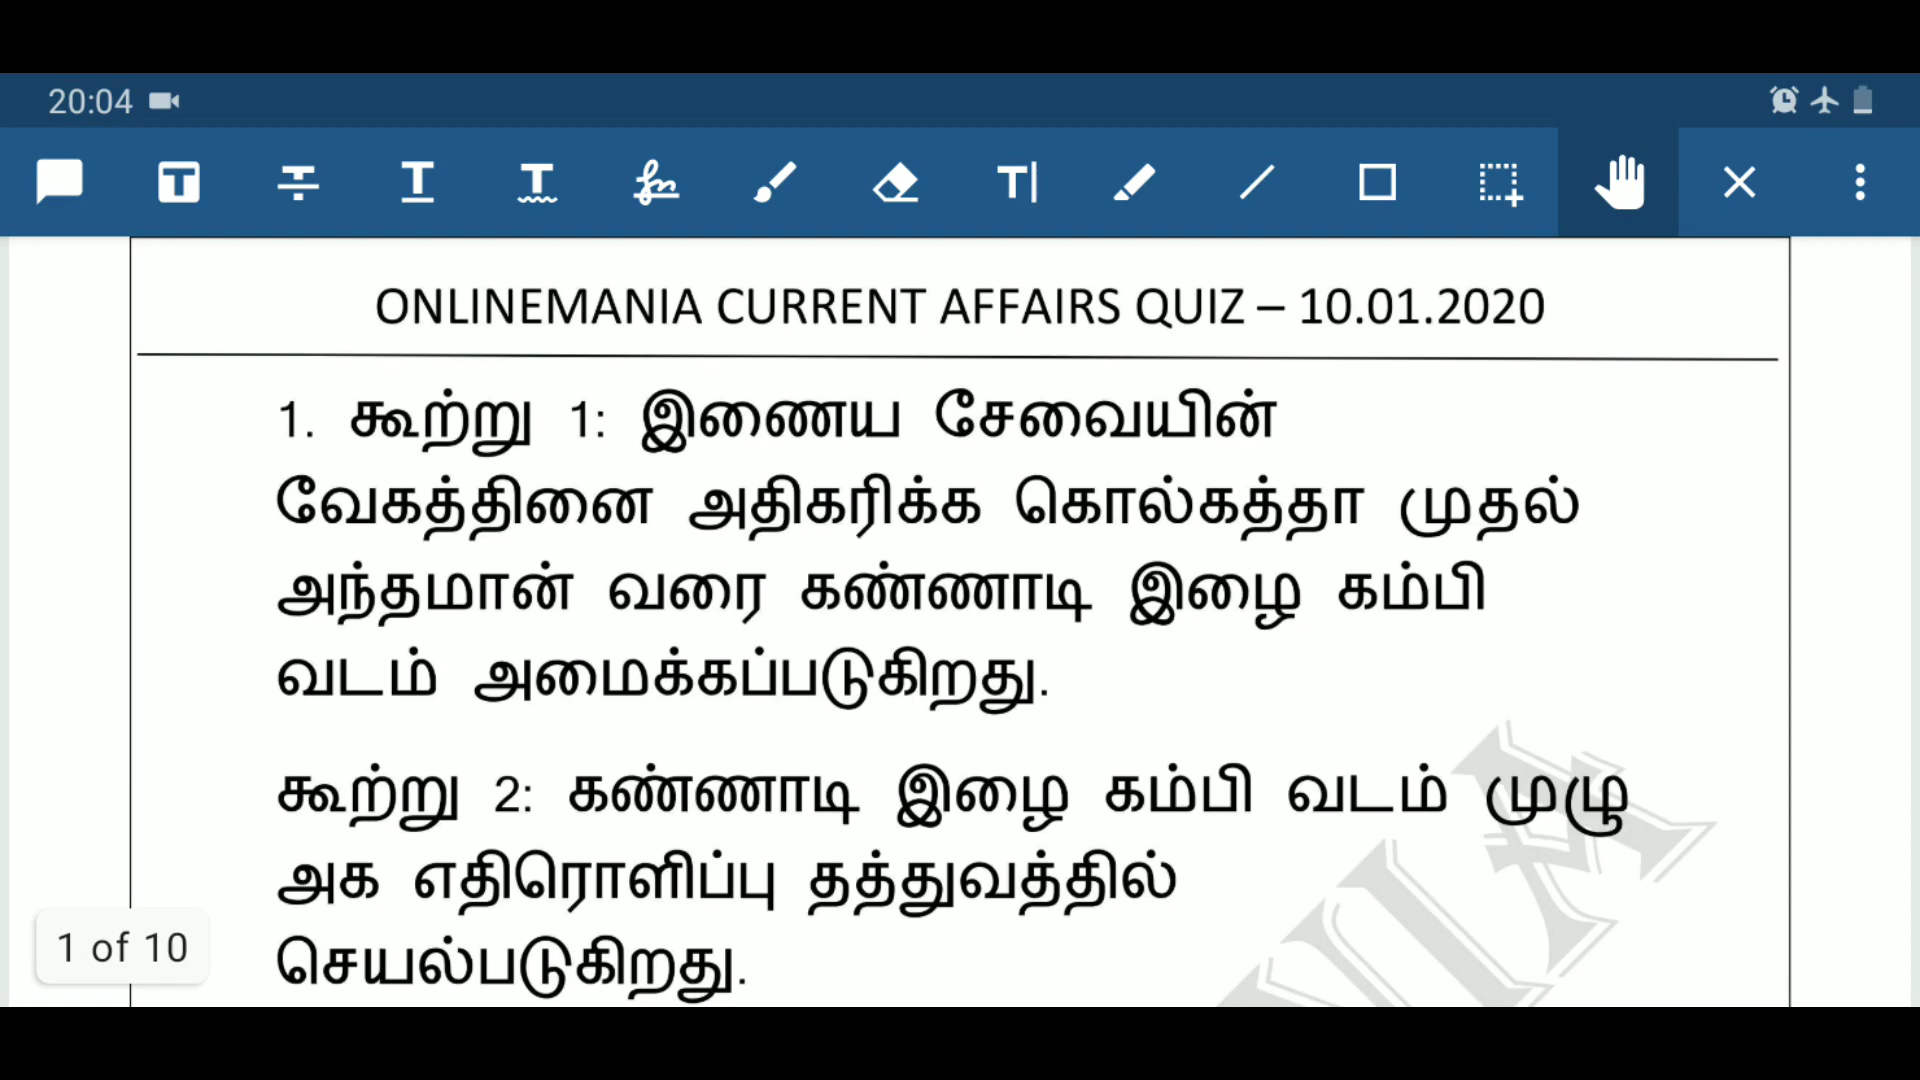 20:04
ONLINEMANIA CURRENT AFFAIRS QUIZ – 10.01.2020
1. கூற்று 1: இணைய சேவையின்
வேகத்தினை அதிகரிக்க கொல்கத்தா முதல்
அந்தமான் வரை கண்ணாடி இழை கம்பி
வடம் அமைக்கப்படுகிறது.
கூற்று 2: கண்ணாடி இழை கம்பி வடம் முழு
அக எதிரொளிப்பு தத்துவத்தில்
செயல்படுகிறது.
1 of 10